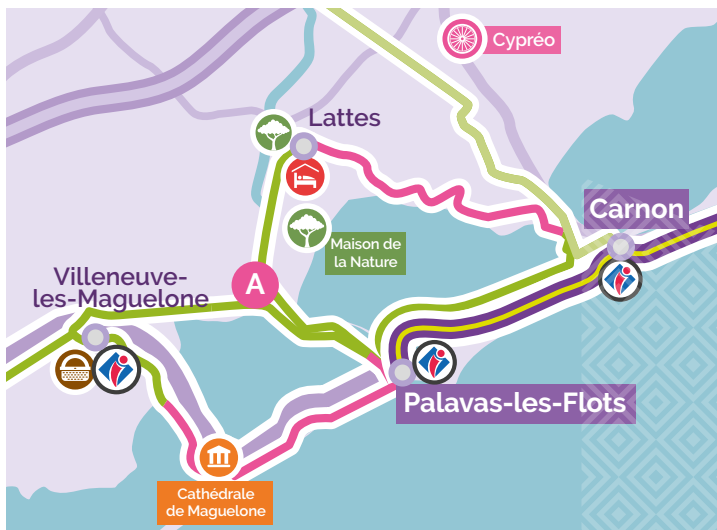 Cypréo
Lattes
Carnon
Maison de
la Nature
Villeneuve-
les-Maguelone
A
Palavas-les-Flots
Cathédrale
de Maguelone